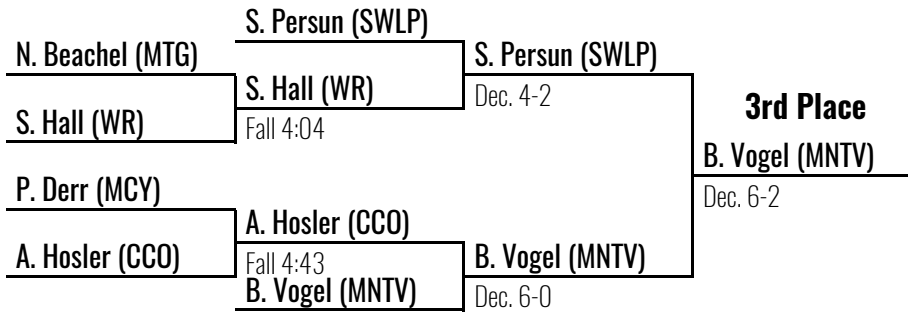 S. Persun (SWLP)
N. Beachel (MTG)
S. Persun (SWLP)
S. Hall (WR)
Dec. 4-2
3rd Place
S. Hall (WR)
Fall 4:04
B. Vogel (MNTV)
P. Derr (MCY)
Dec. 6-2
A. Hosler (CCO)
A. Hosler (CCO)
Fall 4:43
B. Vogel (MNTV)
B. Vogel (MNTV)
Dec. 6-0